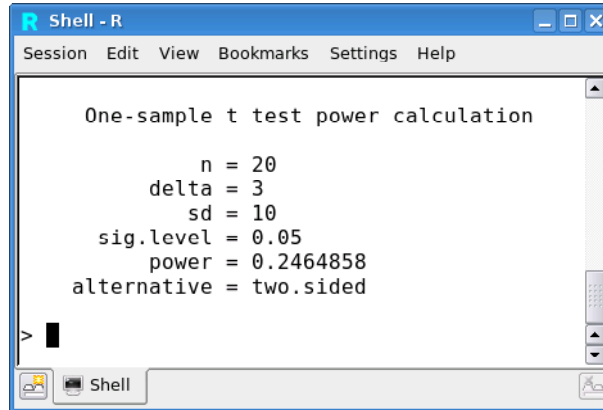 Shell - R
Session Edit View Bookmarks Settings Help
One-sample t test power calculation
n = 20
delta = 3
sd = 10
sig.level = 0.05
power = 0.2464858
alternative = two.sided
>
Shell